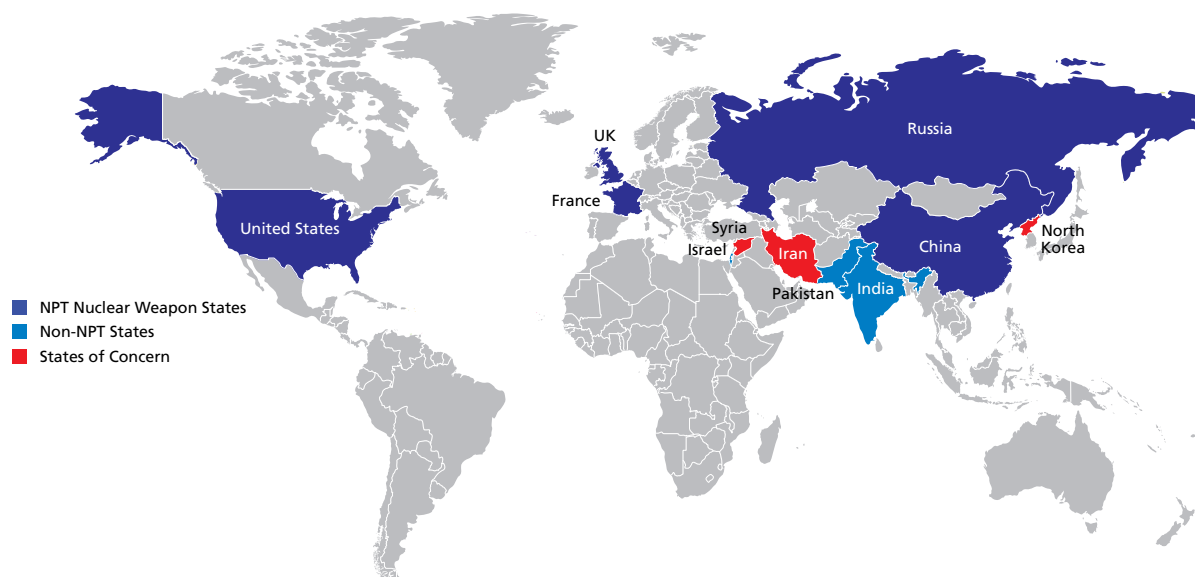 UK
Russia
France
United States
Syria
North
Korea
Israel
Iran
China
Pakistan
India
NPT Nuclear Weapon States
Non-NPT States
States of Concern